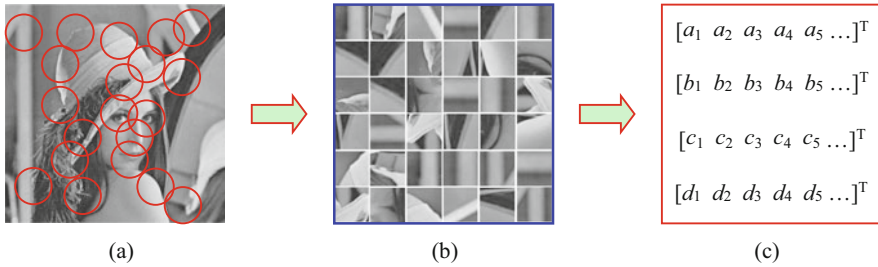 [a₁ a₂ a₃ a₄ a₅ …]ᵀ
[b₁ b₂ b₃ b₄ b₅ …]ᵀ
[c₁ c₂ c₃ c₄ c₅ …]ᵀ
[d₁ d₂ d₃ d₄ d₅ …]ᵀ
(a) (b) (c)